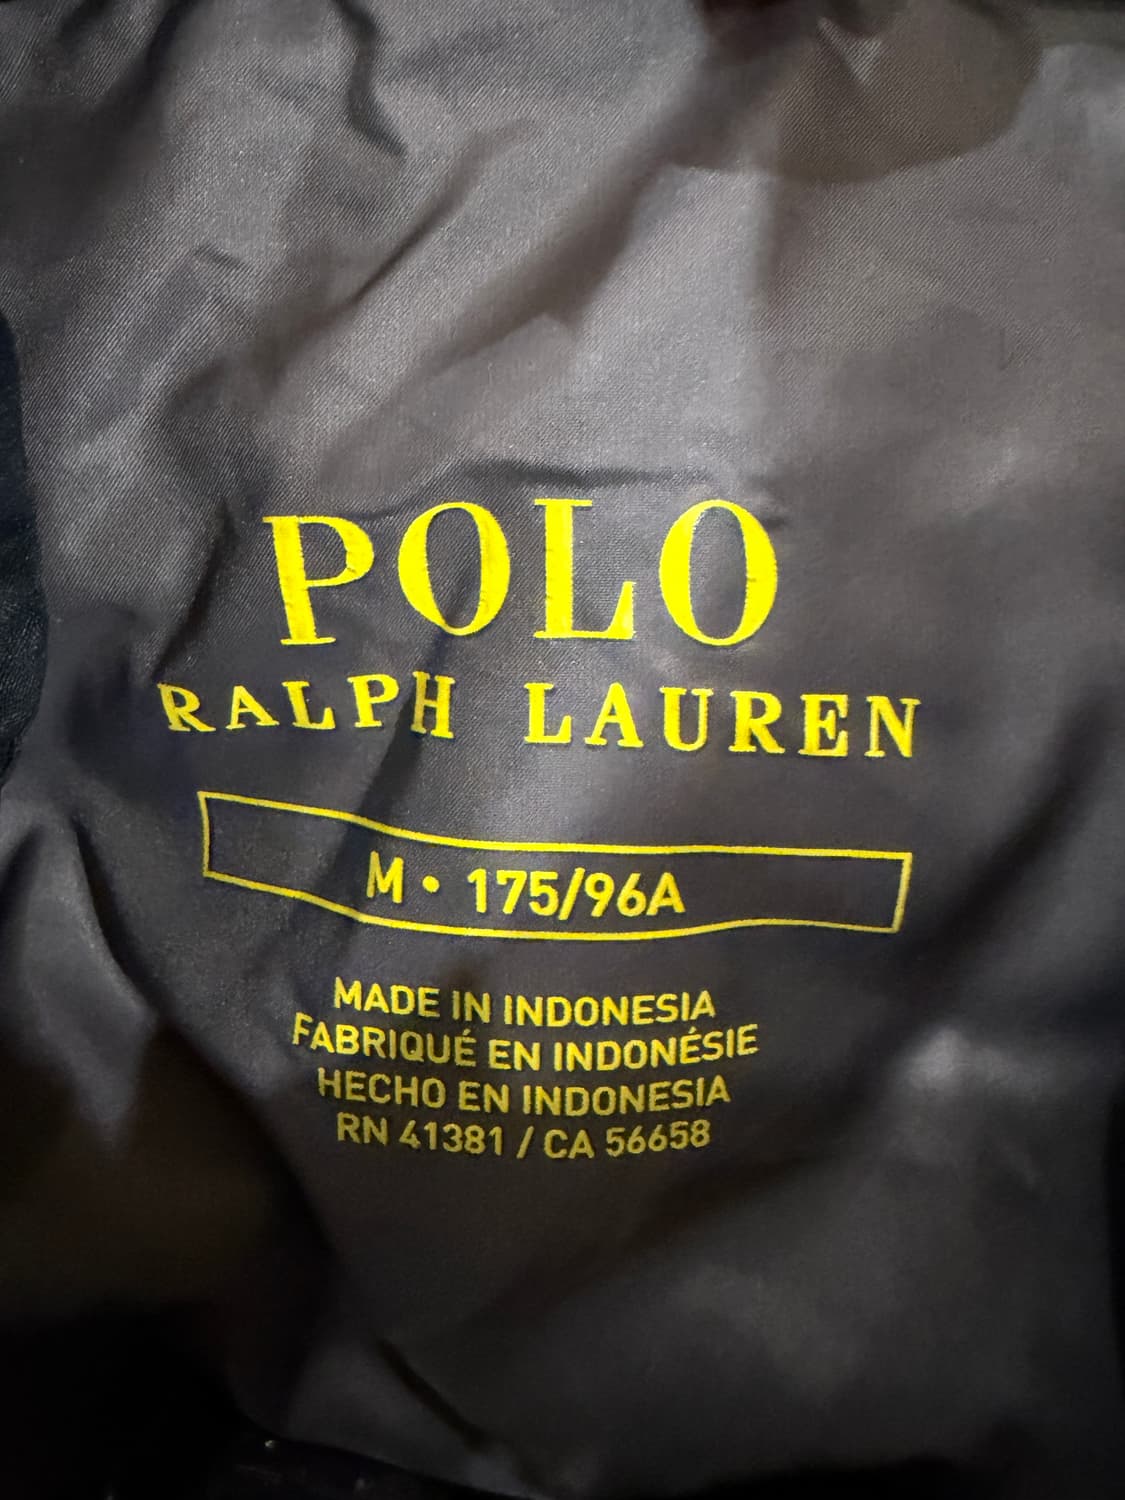 POLO
RALPH LAUREN
M • 175/96A
MADE IN INDONESIA
FABRIQUÉ EN INDONÉSIE
HECHO EN INDONESIA
RN 41381 / CA 56658